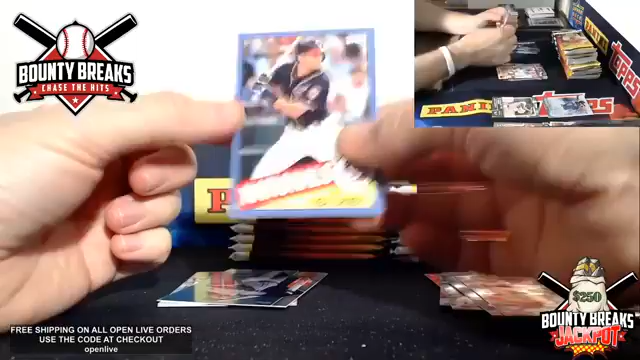 BOUNTY BREAKS
CHASE THE HITS
PANINI
TOPPS
PANINI
FREE SHIPPING ON ALL OPEN LIVE ORDERS
USE THE CODE AT CHECKOUT
openlive
$250
BOUNTY BREAKS
JACKPOT